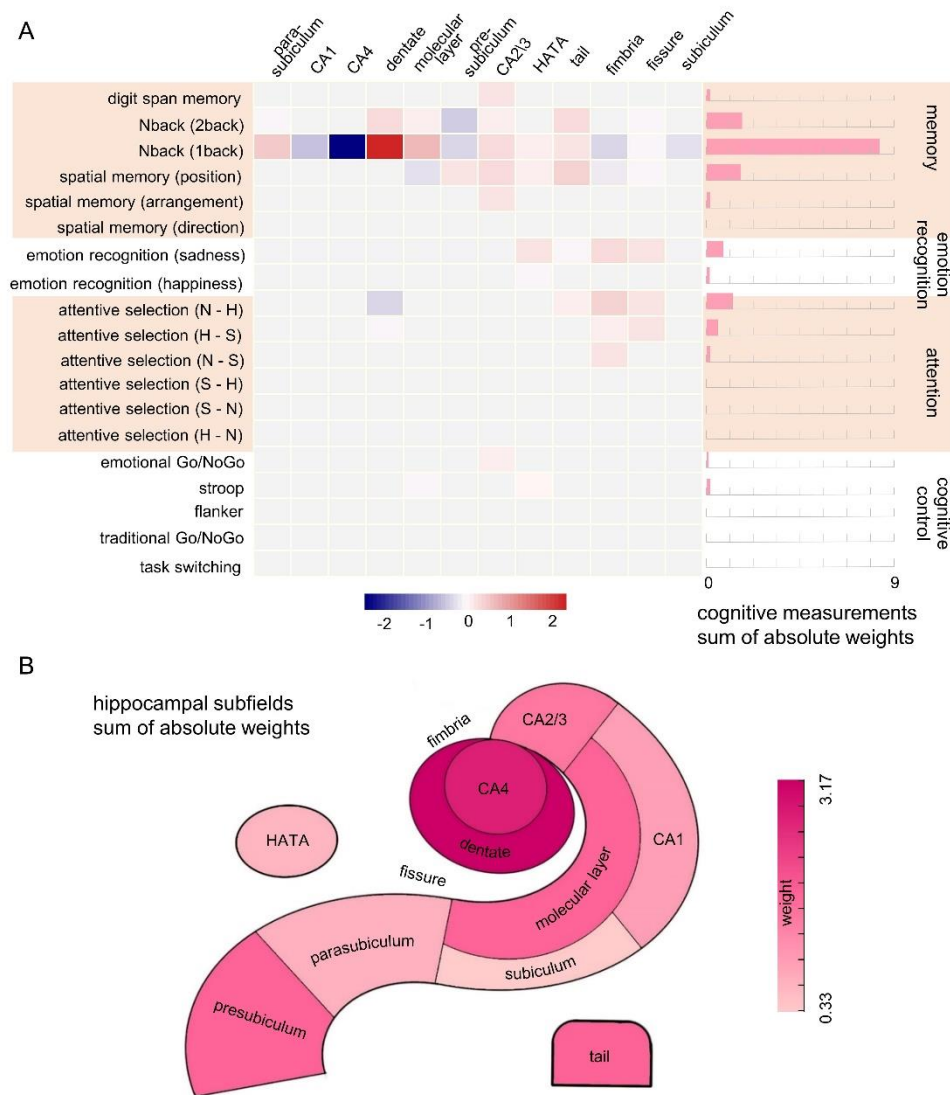 A
para-
subiculum
CA1
CA4
dentate
molecular
layer
pre-
subiculum
CA2\3
HATA
tail
fimbria
fissure
subiculum
digit span memory
Nback (2back)
Nback (1back)
spatial memory (position)
spatial memory (arrangement)
spatial memory (direction)
emotion recognition (sadness)
emotion recognition (happiness)
attentive selection (N - H)
attentive selection (H - S)
attentive selection (N - S)
attentive selection (S - H)
attentive selection (S - N)
attentive selection (H - N)
emotional Go/NoGo
stroop
flanker
traditional Go/NoGo
task switching
memory
emotion
recognition
attention
cognitive
control
-2 -1 0 1 2
0 9
cognitive measurements
sum of absolute weights
B
hippocampal subfields
sum of absolute weights
fimbria
CA2/3
CA4
dentate
CA1
HATA
fissure
molecular layer
parasubiculum
subiculum
presubiculum
tail
3.17
weight
0.33